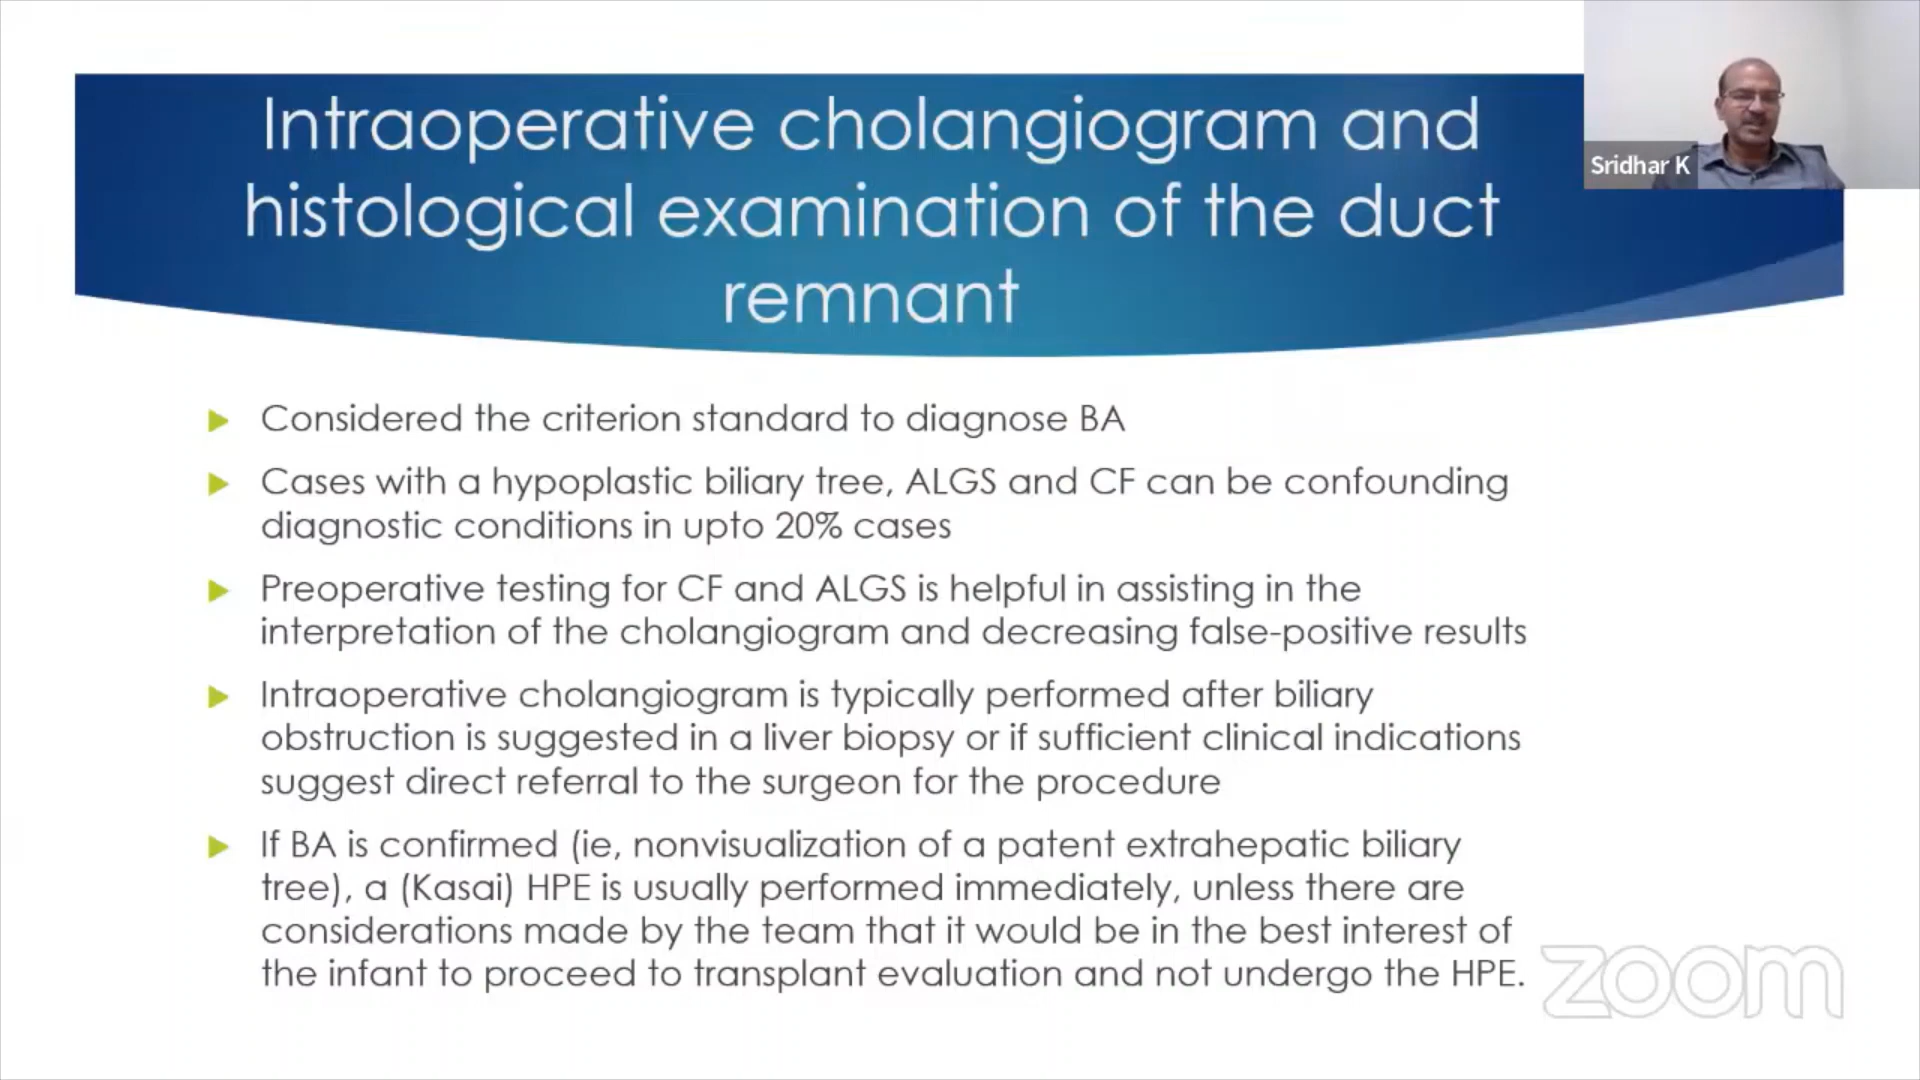 Intraoperative cholangiogram and
histological examination of the duct
remnant
Sridhar K
Considered the criterion standard to diagnose BA
Cases with a hypoplastic biliary tree, ALGS and CF can be confounding
diagnostic conditions in upto 20% cases
Preoperative testing for CF and ALGS is helpful in assisting in the
interpretation of the cholangiogram and decreasing false-positive results
Intraoperative cholangiogram is typically performed after biliary
obstruction is suggested in a liver biopsy or if sufficient clinical indications
suggest direct referral to the surgeon for the procedure
If BA is confirmed (ie, nonvisualization of a patent extrahepatic biliary
tree), a (Kasai) HPE is usually performed immediately, unless there are
considerations made by the team that it would be in the best interest of
the infant to proceed to transplant evaluation and not undergo the HPE.
zoom